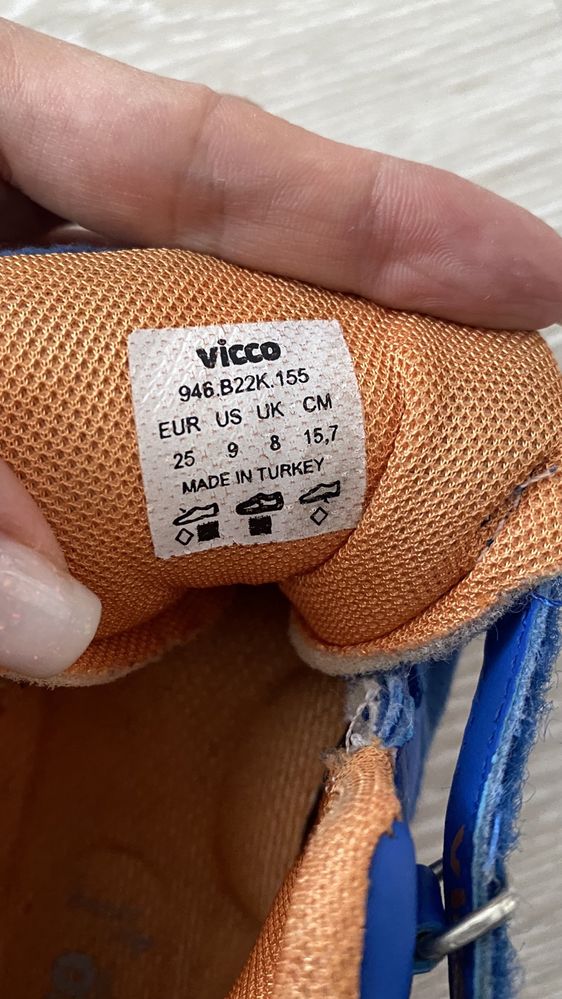 vicco
946.B22K.155
EUR US UK CM
25 9 8 15,7
MADE IN TURKEY